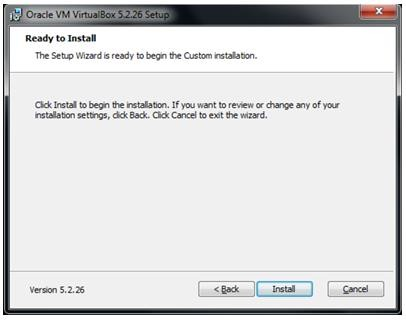 Oracle VM VirtualBox 5.2.26 Setup
Ready to Install
The Setup Wizard is ready to begin the Custom installation.
Click Install to begin the installation. If you want to review or change any of your
installation settings, click Back. Click Cancel to exit the wizard.
Version 5.2.26
< Back
Install
Cancel